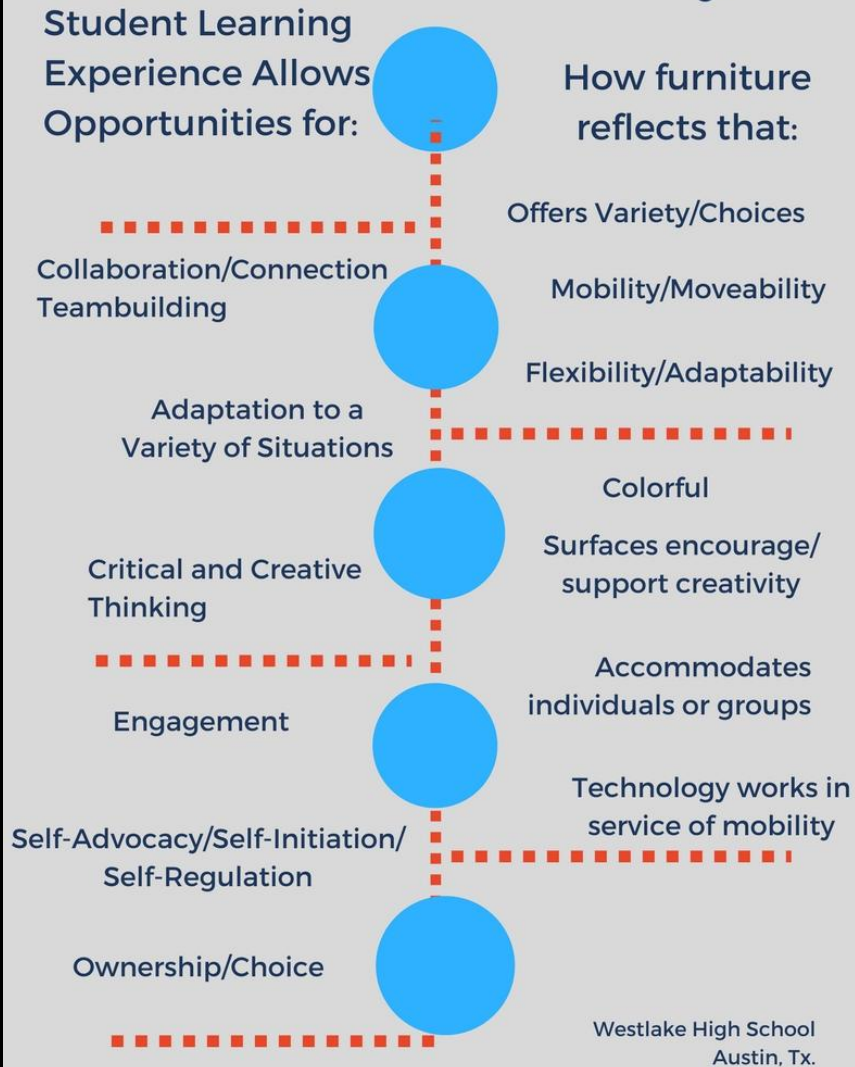 Student Learning
Experience Allows
Opportunities for:
Collaboration/Connection
Teambuilding
Adaptation to a
Variety of Situations
Critical and Creative
Thinking
Engagement
Self-Advocacy/Self-Initiation/
Self-Regulation
Ownership/Choice
How furniture
reflects that:
Offers Variety/Choices
Mobility/Moveability
Flexibility/Adaptability
Colorful
Surfaces encourage/
support creativity
Accommodates
individuals or groups
Technology works in
service of mobility
Westlake High School
Austin, Tx.